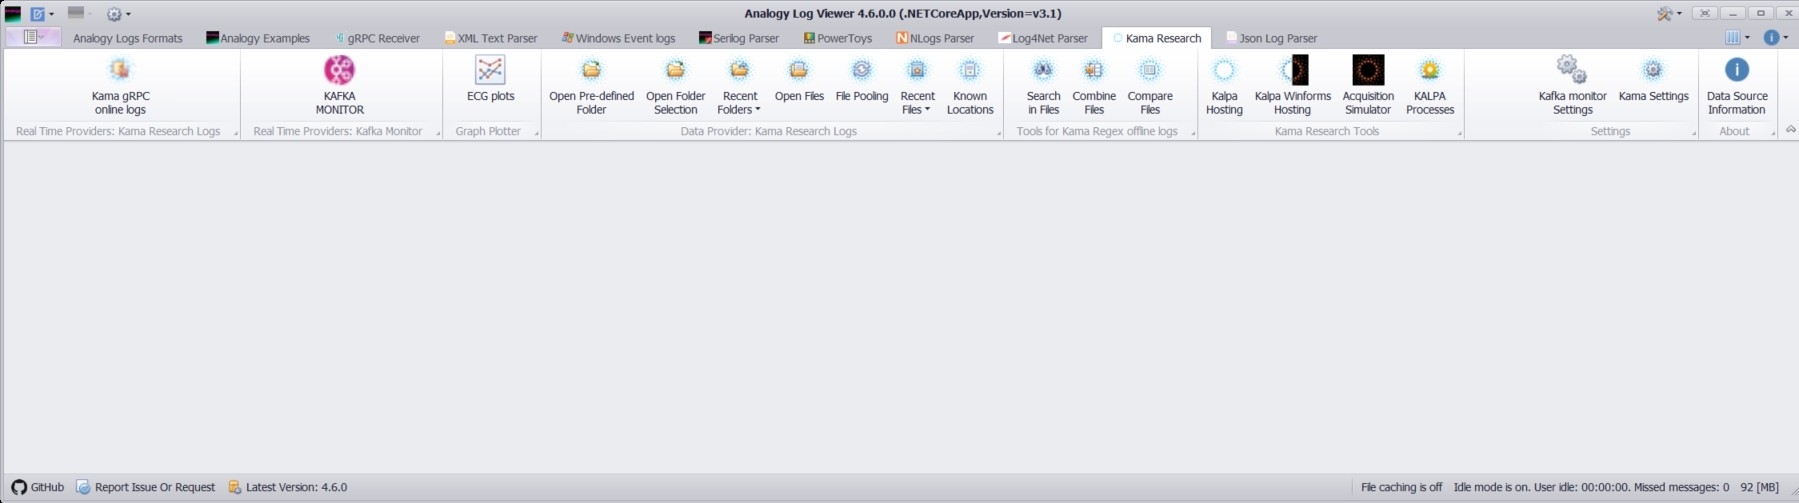 Analogy Log Viewer 4.6.0.0 (.NETCoreApp,Version=v3.1)
Analogy Logs Formats Analogy Examples gRPC Receiver XML Text Parser Windows Event logs Serilog Parser PowerToys NLogs Parser Log4Net Parser Kama Research Json Log Parser
Kama gRPC
online logs
KAFKA
MONITOR
ECG plots
Open Pre-defined
Folder
Open Folder
Selection
Recent
Folders
Open Files
File Pooling
Recent
Files
Known
Locations
Search
in Files
Combine
Files
Compare
Files
Kalpa
Hosting
Kalpa Winforms
Hosting
Acquisition
Simulator
KALPA
Processes
Kafka monitor
Settings
Kama Settings
Data Source
Information
Real Time Providers: Kama Research Logs Real Time Providers: Kafka Monitor Graph Plotter Data Provider: Kama Research Logs Tools for Kama Regex offline logs Kama Research Tools Settings About
GitHub Report Issue Or Request Latest Version: 4.6.0 File caching is off Idle mode is on. User idle: 00:00:00. Missed messages: 0 92 [MB]